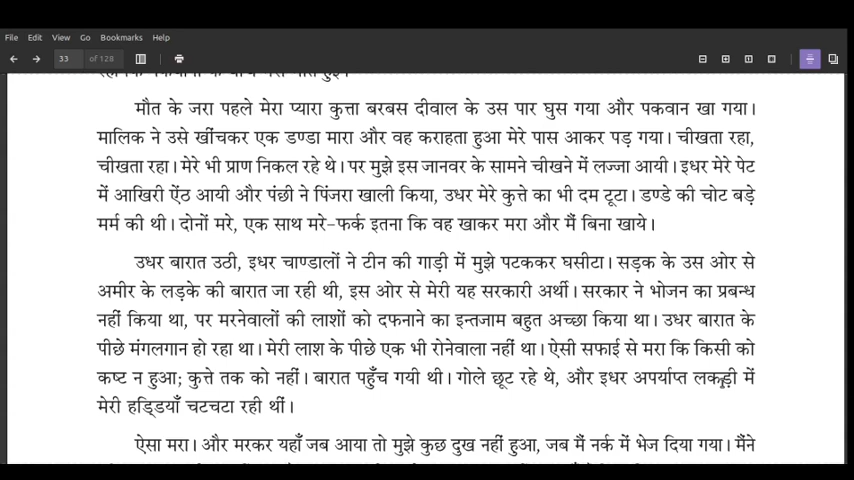 File Edit View Go Bookmarks Help
33 of 128
मौत के जरा पहले मेरा प्यारा कुत्ता बरबस दीवाल के उस पार घुस गया और पकवान खा गया।
मालिक ने उसे खींचकर एक डण्डा मारा और वह कराहता हुआ मेरे पास आकर पड़ गया। चीखता रहा,
चीखता रहा। मेरे भी प्राण निकल रहे थे। पर मुझे इस जानवर के सामने चीखने में लज्जा आयी। इधर मेरे पेट
में आखिरी ऐंठ आयी और पंछी ने पिंजरा खाली किया, उधर मेरे कुत्ते का भी दम टूटा। डण्डे की चोट बड़े
मर्म की थी। दोनों मरे, एक साथ मरे-फर्क इतना कि वह खाकर मरा और मैं बिना खाये।
उधर बारात उठी, इधर चाण्डालों ने टीन की गाड़ी में मुझे पटककर घसीटा। सड़क के उस ओर से
अमीर के लड़के की बारात जा रही थी, इस ओर से मेरी यह सरकारी अर्थी। सरकार ने भोजन का प्रबन्ध
नहीं किया था, पर मरनेवालों की लाशों को दफनाने का इन्तजाम बहुत अच्छा किया था। उधर बारात के
पीछे मंगलगान हो रहा था। मेरी लाश के पीछे एक भी रोनेवाला नहीं था। ऐसी सफाई से मरा कि किसी को
कष्ट न हुआ; कुत्ते तक को नहीं। बारात पहुँच गयी थी। गोले छूट रहे थे, और इधर अपर्याप्त लकड़ी में
मेरी हड्डियाँ चटचटा रही थीं।
ऐसा मरा। और मरकर यहाँ जब आया तो मुझे कुछ दुख नहीं हुआ, जब मैं नर्क में भेज दिया गया। मैंने